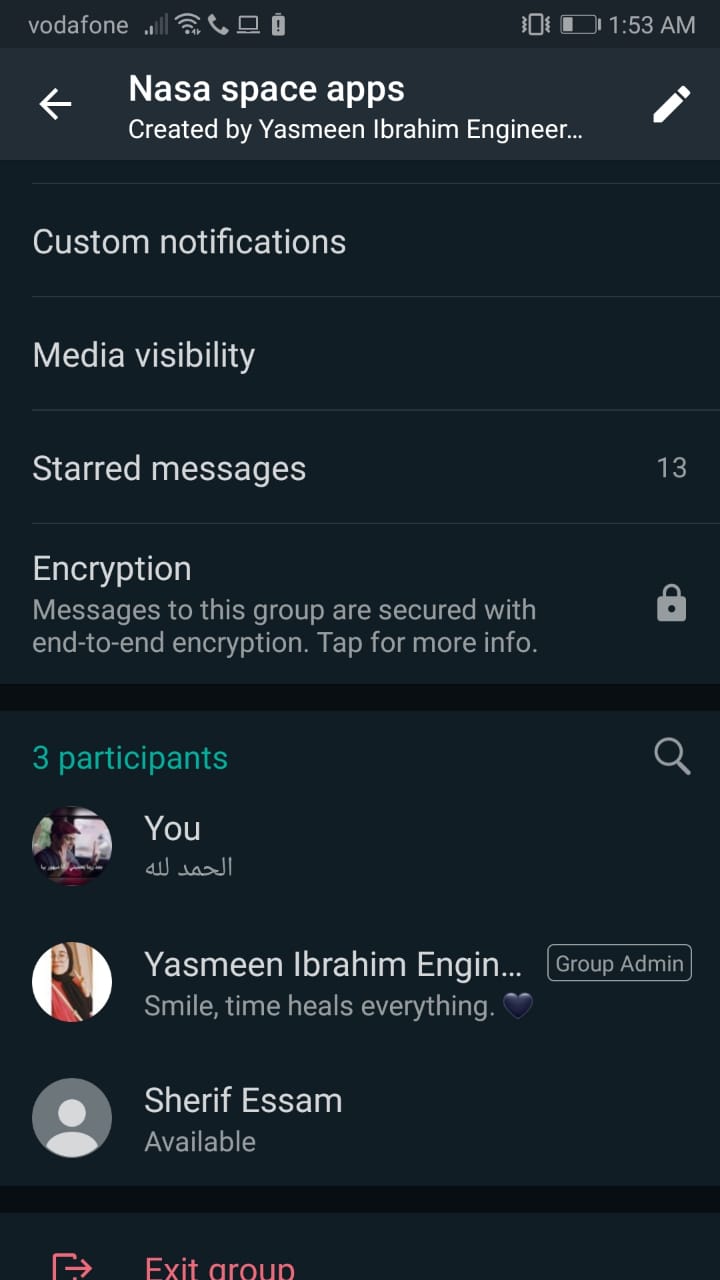 vodafone 1:53 AM
Nasa space apps
Created by Yasmeen Ibrahim Engineer...
Custom notifications
Media visibility
Starred messages 13
Encryption
Messages to this group are secured with
end-to-end encryption. Tap for more info.
3 participants
You
الحمد لله
Yasmeen Ibrahim Engin... Group Admin
Smile, time heals everything. 🖤
Sherif Essam
Available
Exit group